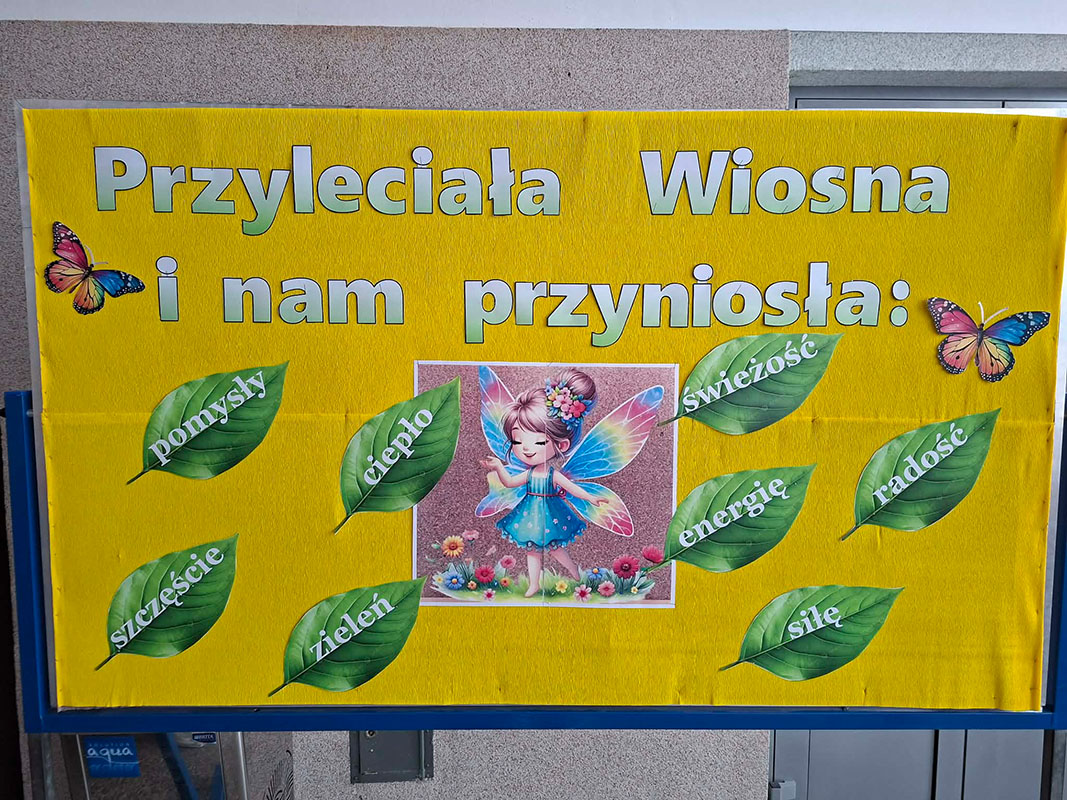 Przyleciała Wiosna
i nam przyniosła:
pomysły
ciepło
świeżość
radość
energię
szczęście
zieleń
siłę
aqua